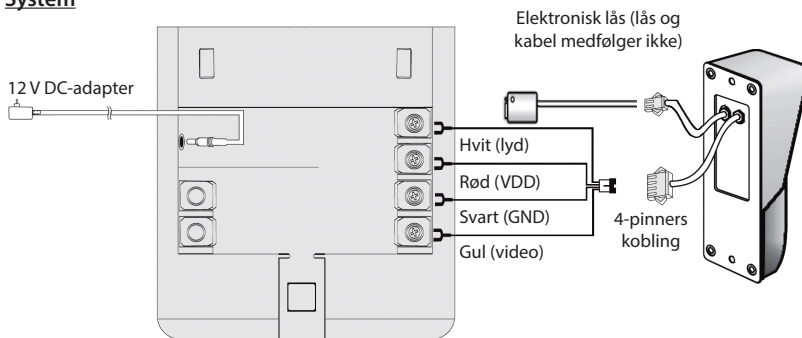 System
Elektronisk lås (lås og
kabel medfølger ikke)
12 V DC-adapter
Hvit (lyd)
Rød (VDD)
Svart (GND)
Gul (video)
4-pinners
kobling